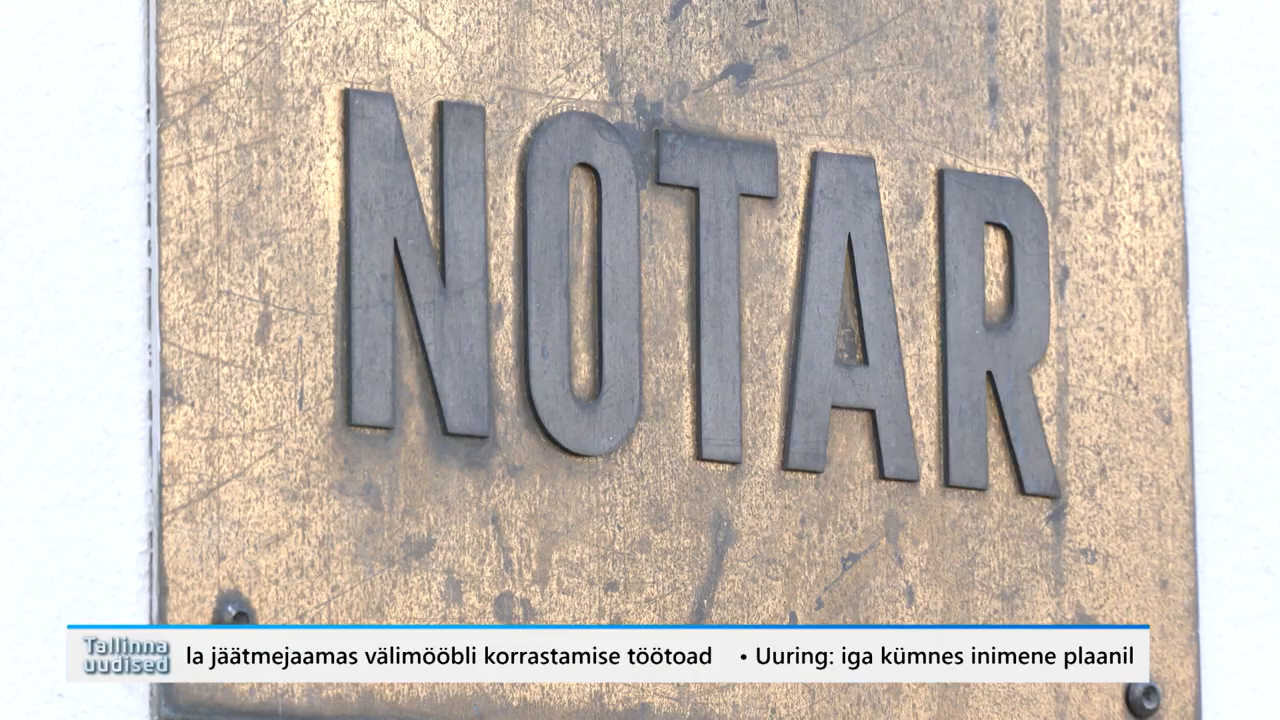 NOTAR
Tallinna
uudised
la jäätmejaamas välimööbli korrastamise töötoad • Uuring: iga kümnes inimene plaanil